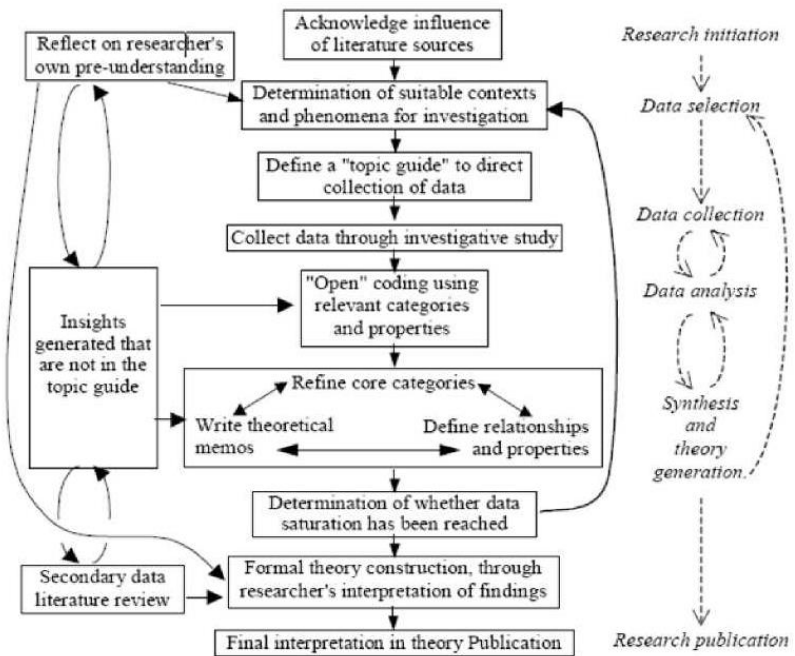 Acknowledge influence
of literature sources
Reflect on researcher's
own pre-understanding
Determination of suitable contexts
and phenomena for investigation
Define a "topic guide" to direct
collection of data
Collect data through investigative study
"Open" coding using
relevant categories
and properties
Insights
generated that
are not in the
topic guide
Refine core categories
Write theoretical
memos
Define relationships
and properties
Determination of whether data
saturation has been reached
Secondary data
literature review
Formal theory construction, through
researcher's interpretation of findings
Final interpretation in theory Publication
Research initiation
Data selection
Data collection
Data analysis
Synthesis
and
theory
generation.
Research publication